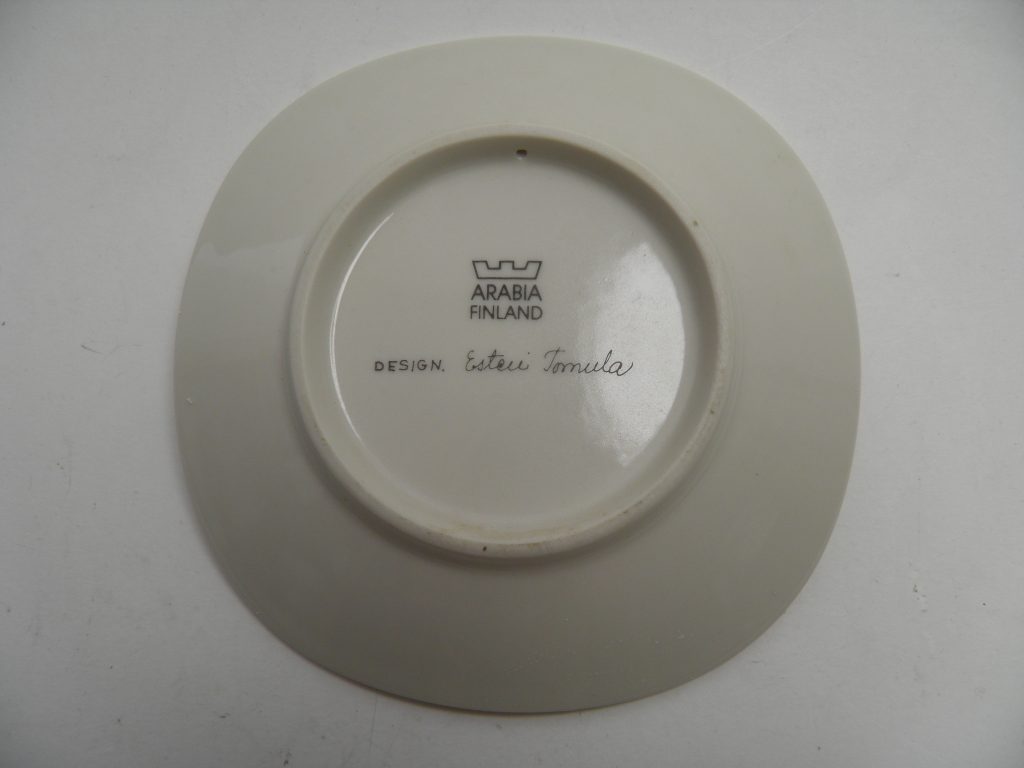 ARABIA
FINLAND
DESIGN. Esteri Tomula